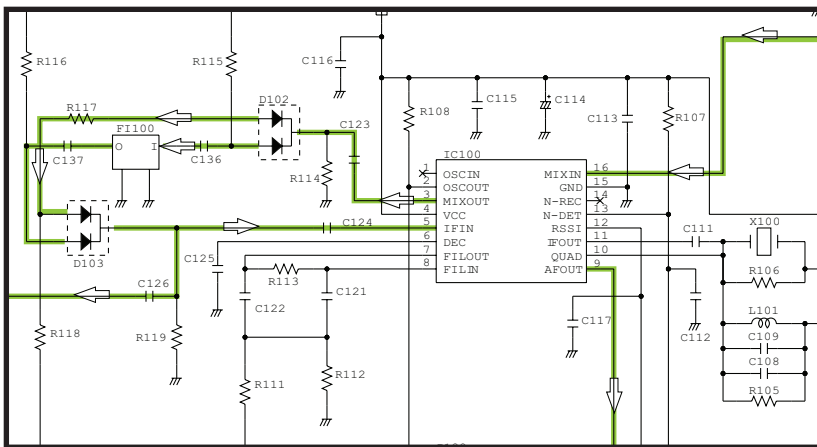 R116
R115
C116
D102
R117
FI100
O
I
C137
C136
C123
R114
R108
C115
C114
C113
R107
IC100
1 OSCIN
2 OSCOUT
3 MIXOUT
4 VCC
5 IFIN
6 DEC
7 FILOUT
8 FILIN
MIXIN 16
GND 15
N-REC 14
N-DET 13
RSSI 12
IFOUT 11
QUAD 10
AFOUT 9
D103
C124
C125
C126
R113
C122
C121
R118
R119
R111
R112
C117
C111
X100
R106
C112
L101
C109
C108
R105